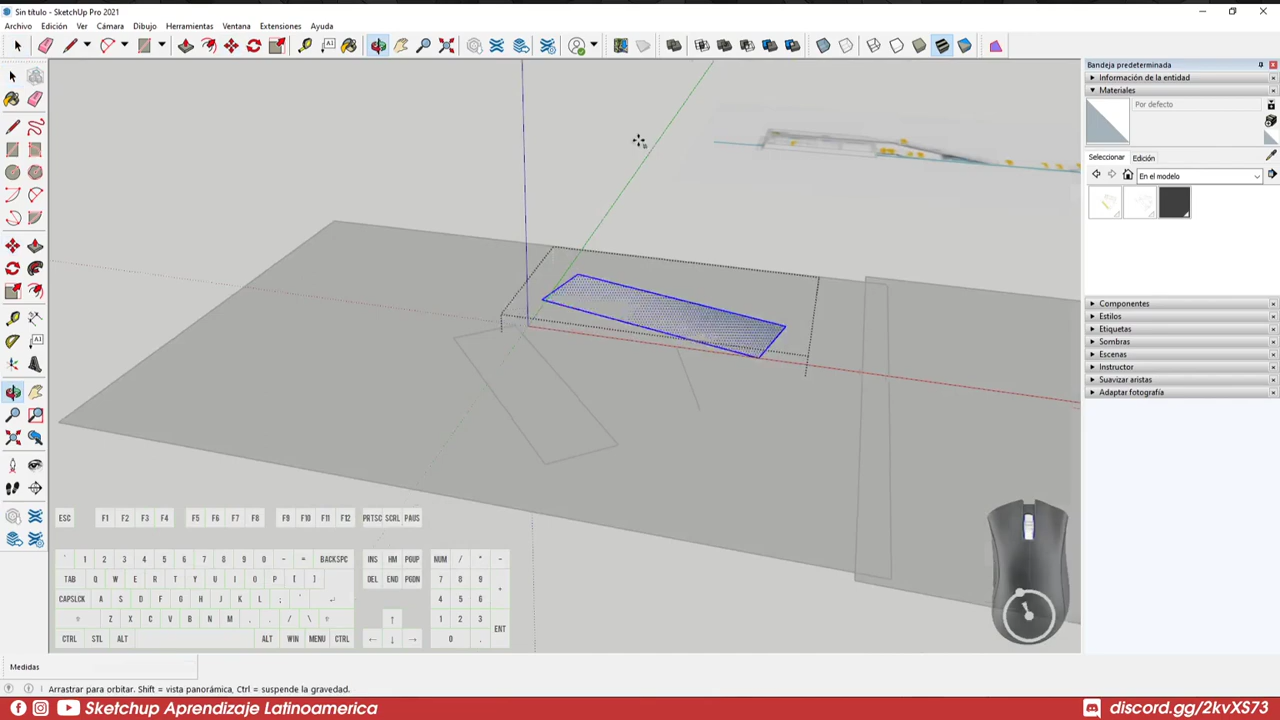 Sin título - SketchUp Pro 2021
Archivo Edición Ver Cámara Dibujo Herramientas Ventana Extensiones Ayuda
Bandeja predeterminada
Información de la entidad
Materiales
Por defecto
Seleccionar Edición
En el modelo
Componentes
Estilos
Etiquetas
Sombras
Escenas
Instructor
Suavizar aristas
Adaptar fotografía
ESC F1 F2 F3 F4 F5 F6 F7 F8 F9 F10 F11 F12 PRTSC SCRL PAUS
` 1 2 3 4 5 6 7 8 9 0 - = BACKSPC INS HM PGUP NUM / * -
TAB Q W E R T Y U I O P [ ] DEL END PGDN 7 8 9 +
CAPSLCK A S D F G H J K L ; ' ← 4 5 6
⇧ Z X C V B N M , . / \ ⇧ ↑ 1 2 3 ENT
CTRL STL ALT ALT WIN MENU CTRL ← ↓ → 0 .
Medidas
Arrastrar para orbitar. Shift = vista panorámica, Ctrl = suspende la gravedad.
Sketchup Aprendizaje Latinoamerica
discord.gg/2kvXS73